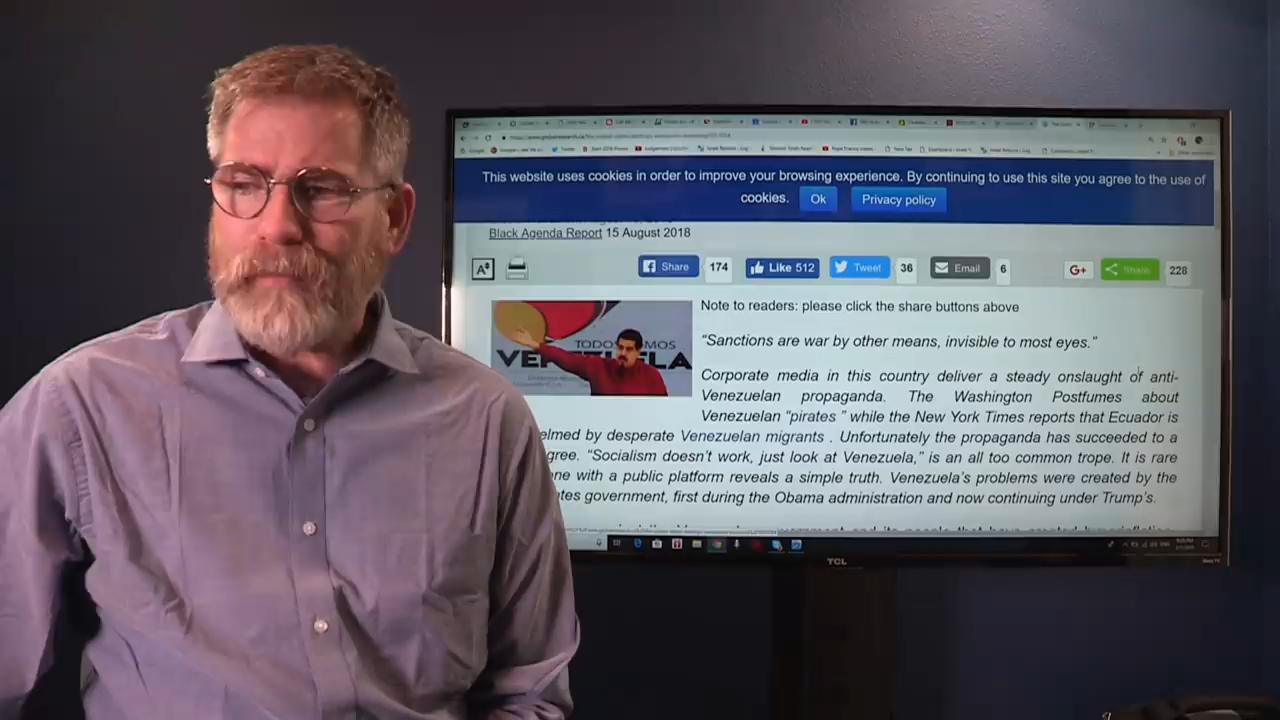 This website uses cookies in order to improve your browsing experience. By continuing to use this site you agree to the use of
cookies. Ok Privacy policy
Black Agenda Report 15 August 2018
Share 174 Like 512 Tweet 36 Email 6 G+ Share 228
Note to readers: please click the share buttons above
TODOS OMOS
VENEZUELA
“Sanctions are war by other means, invisible to most eyes.”
Corporate media in this country deliver a steady onslaught of anti-
Venezuelan propaganda. The Washington Postfumes about
Venezuelan “pirates ” while the New York Times reports that Ecuador is
elmed by desperate Venezuelan migrants . Unfortunately the propaganda has succeeded to a
gree. “Socialism doesn’t work, just look at Venezuela,” is an all too common trope. It is rare
ne with a public platform reveals a simple truth. Venezuela’s problems were created by the
tes government, first during the Obama administration and now continuing under Trump’s.
TCL